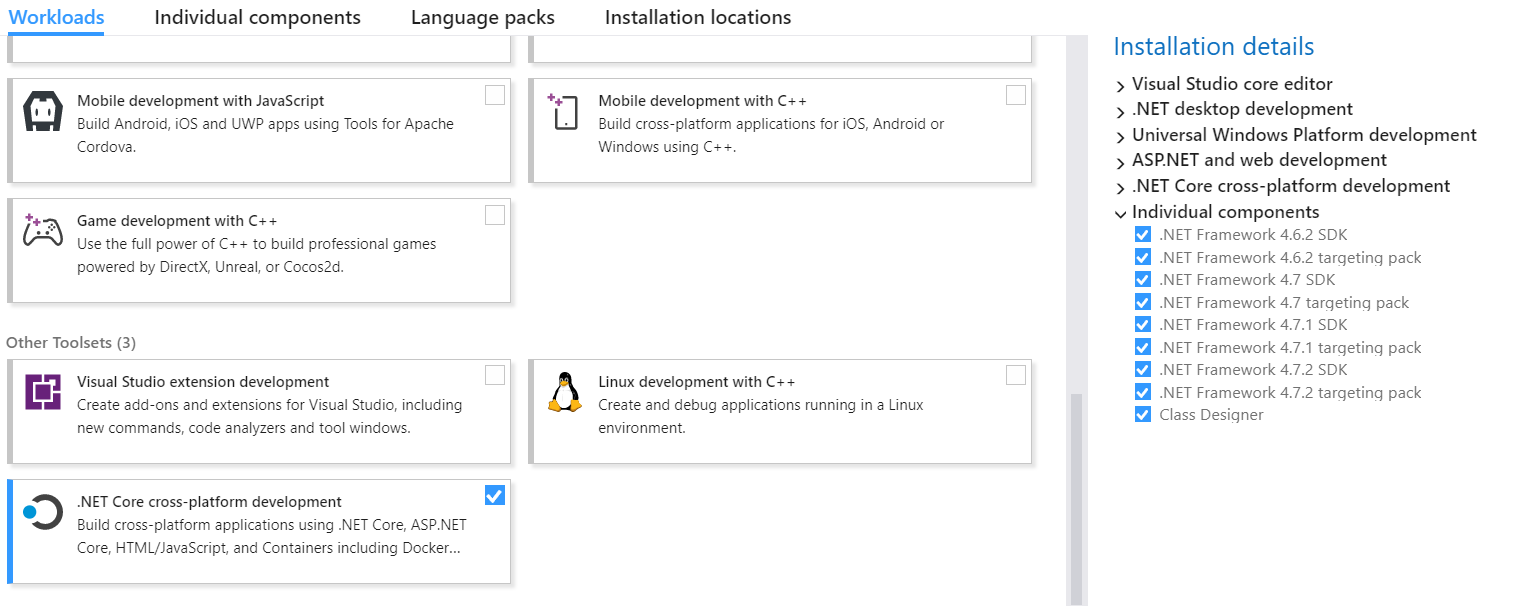 Workloads Individual components Language packs Installation locations
Mobile development with JavaScript
Build Android, iOS and UWP apps using Tools for Apache
Cordova.
Mobile development with C++
Build cross-platform applications for iOS, Android or
Windows using C++.
Game development with C++
Use the full power of C++ to build professional games
powered by DirectX, Unreal, or Cocos2d.
Other Toolsets (3)
Visual Studio extension development
Create add-ons and extensions for Visual Studio, including
new commands, code analyzers and tool windows.
Linux development with C++
Create and debug applications running in a Linux
environment.
.NET Core cross-platform development
Build cross-platform applications using .NET Core, ASP.NET
Core, HTML/JavaScript, and Containers including Docker...
Installation details
Visual Studio core editor
.NET desktop development
Universal Windows Platform development
ASP.NET and web development
.NET Core cross-platform development
Individual components
.NET Framework 4.6.2 SDK
.NET Framework 4.6.2 targeting pack
.NET Framework 4.7 SDK
.NET Framework 4.7 targeting pack
.NET Framework 4.7.1 SDK
.NET Framework 4.7.1 targeting pack
.NET Framework 4.7.2 SDK
.NET Framework 4.7.2 targeting pack
Class Designer